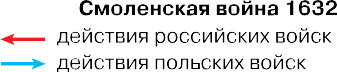 Смоленская война 1632
действия российских войск
действия польских войск